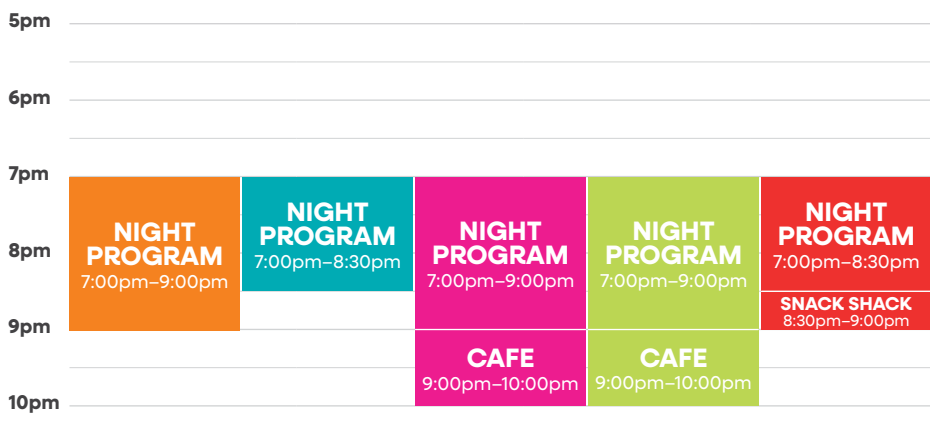 5pm
6pm
7pm
8pm
9pm
10pm
NIGHT
PROGRAM
7:00pm–9:00pm
NIGHT
PROGRAM
7:00pm–8:30pm
NIGHT
PROGRAM
7:00pm–9:00pm
CAFE
9:00pm–10:00pm
NIGHT
PROGRAM
7:00pm–9:00pm
CAFE
9:00pm–10:00pm
NIGHT
PROGRAM
7:00pm–8:30pm
SNACK SHACK
8:30pm–9:00pm